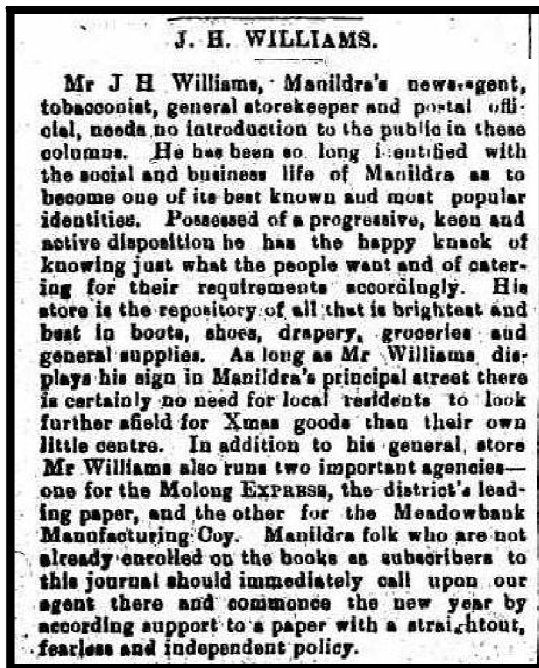 J. H. WILLIAMS.
Mr J H Williams, Manildra's newsagent,
tobacconist, general storekeeper and postal offi-
cial, needs no introduction to the public in these
columns. He has been so long identified with
the social and business life of Manildra as to
become one of its best known and most popular
identities. Possessed of a progressive, keen and
active disposition he has the happy knack of
knowing just what the people want and of cater-
ing for their requirements accordingly. His
store is the repository of all that is brightest and
best in boots, shoes, drapery, groceries and
general supplies. As long as Mr Williams dis-
plays his sign in Manildra's principal street there
is certainly no need for local residents to look
further afield for Xmas goods than their own
little centre. In addition to his general store
Mr Williams also runs two important agencies—
one for the Molong EXPRESS, the district's lead-
ing paper, and the other for the Meadowbank
Manufacturing Coy. Manildra folk who are not
already enrolled on the books as subscribers to
this journal should immediately call upon our
agent there and commence the new year by
according support to a paper with a straightout,
fearless and independent policy.